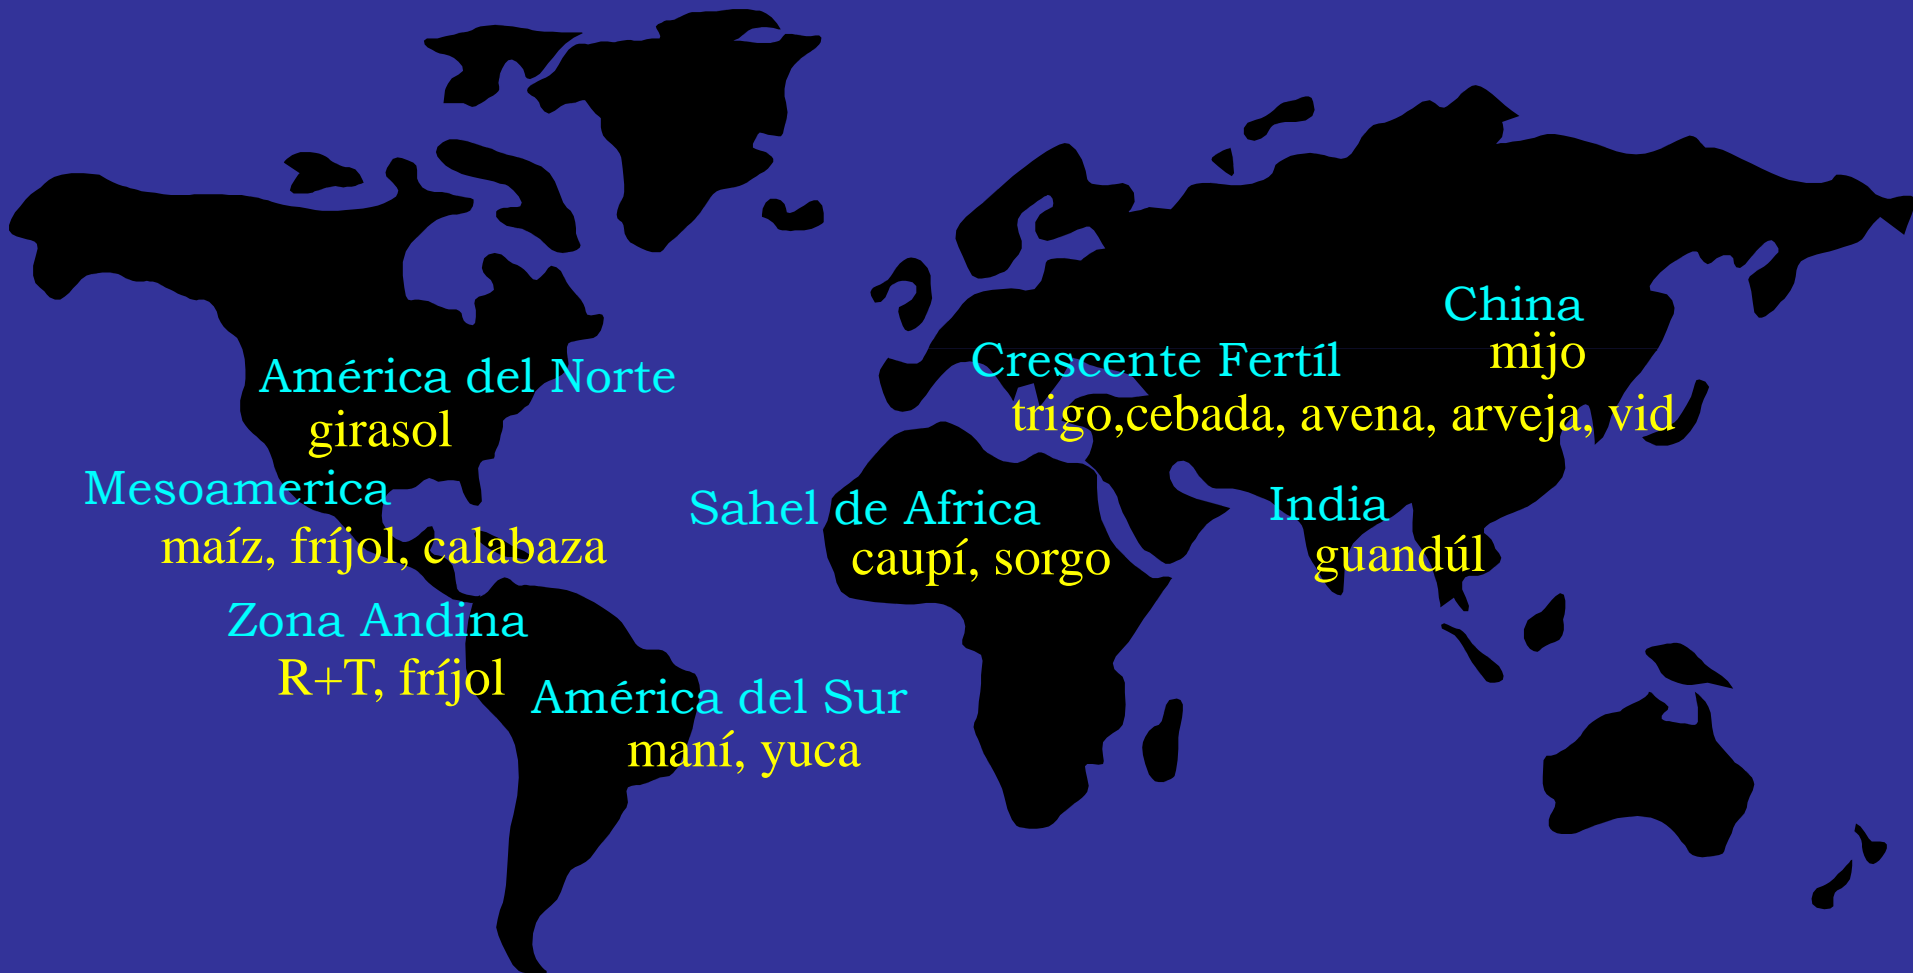 China
mijo
Crescente Fertíl
trigo,cebada, avena, arveja, vid
América del Norte
girasol
Mesoamerica
maíz, fríjol, calabaza
Sahel de Africa
caupí, sorgo
India
guandúl
Zona Andina
R+T, fríjol
América del Sur
maní, yuca